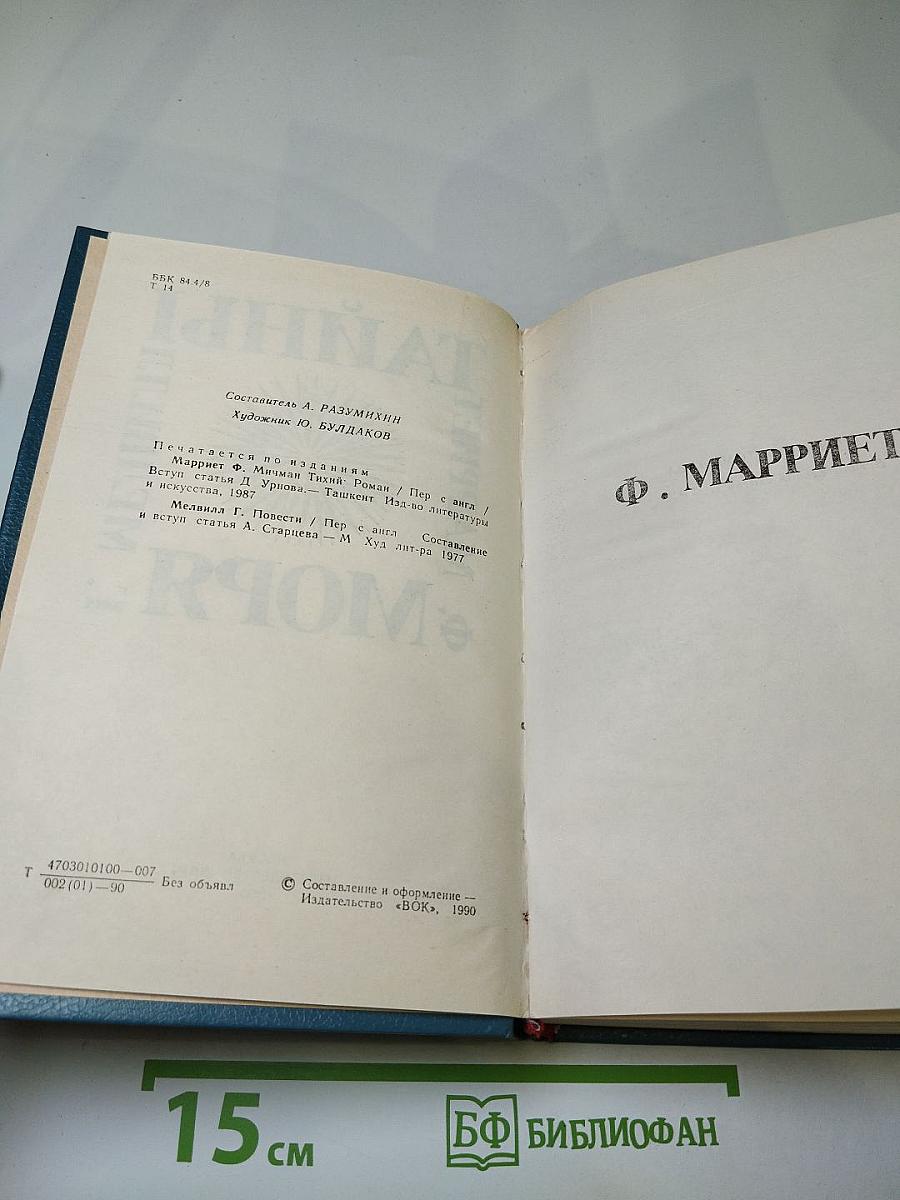 ББК 84.4/8
Т 14
Составитель А. РАЗУМИХИН
Художник Ю. БУЛДАКОВ
Печатается по изданиям
Марриет Ф. Мичман Тихий: Роман / Пер с англ /
Вступ статья Д Урнова.— Ташкент Изд-во литературы
и искусства, 1987
Мелвилл Г. Повести / Пер с англ Составление
и вступ статья А. Старцева — М Худ лит-ра 1977
Т 4703010100—007
002(01)—90 Без объявл
© Составление и оформление —
Издательство «ВОК», 1990
Ф. МАРРИЕТ
ТАЙНЫ
МОРЯ
15 см
БФ БИБЛИОФАН